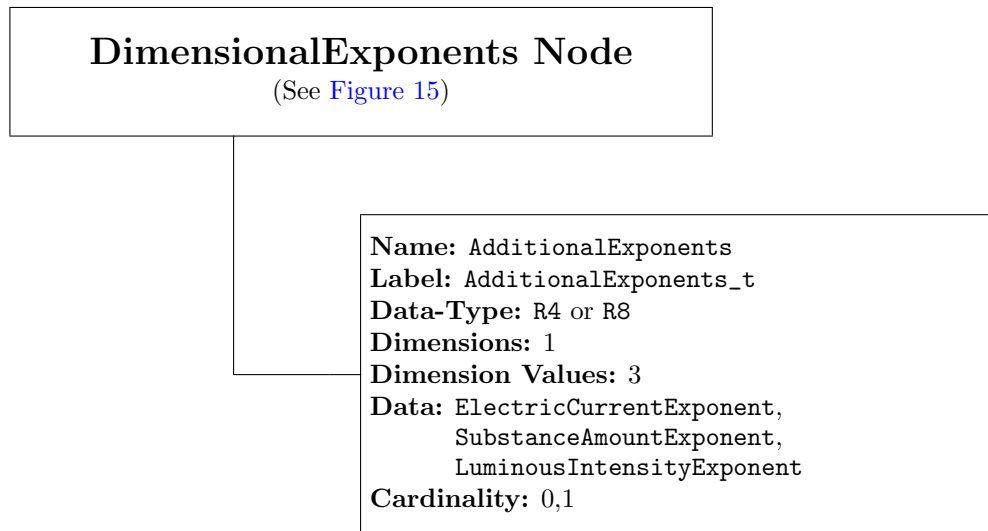 DimensionalExponents Node
(See Figure 15)
Name: AdditionalExponents
Label: AdditionalExponents_t
Data-Type: R4 or R8
Dimensions: 1
Dimension Values: 3
Data: ElectricCurrentExponent,
SubstanceAmountExponent,
LuminousIntensityExponent
Cardinality: 0,1